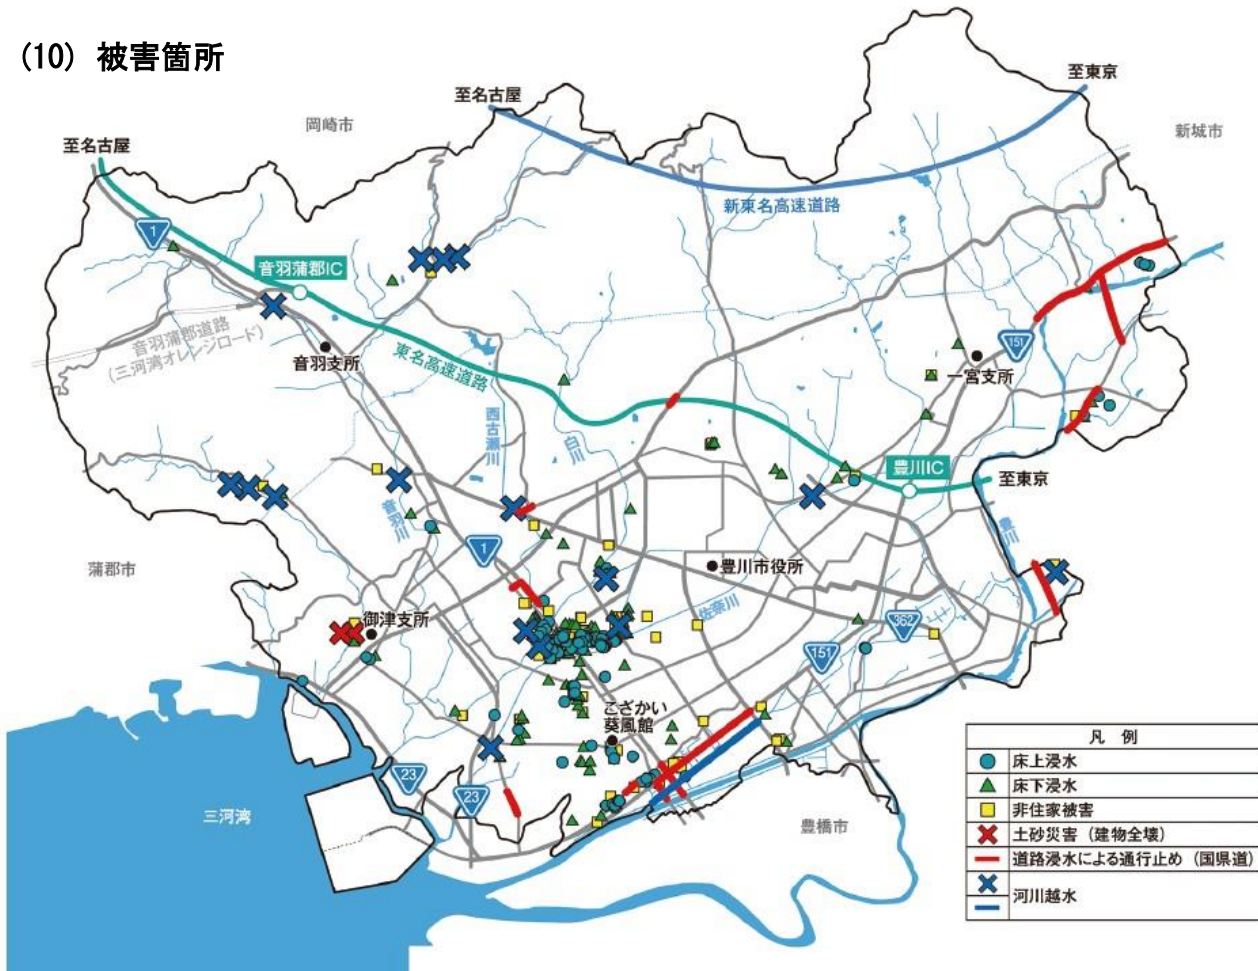 (10) 被害箇所
至東京
至名古屋
岡崎市
新城市
至名古屋
新東名高速道路
1
音羽蒲郡IC
音羽蒲郡道路
(三河湾オレンジロード)
音羽支所
東名高速道路
151
一宮支所
西古瀬川
白川
豊川IC
至東京
音羽川
豊川
1
豊川市役所
蒲郡市
佐奈川
御津支所
362
151
こざかい
葵風館
23
23
三河湾
豊橋市
凡 例
床上浸水
床下浸水
非住家被害
土砂災害 (建物全壊)
道路浸水による通行止め (国県道)
河川越水